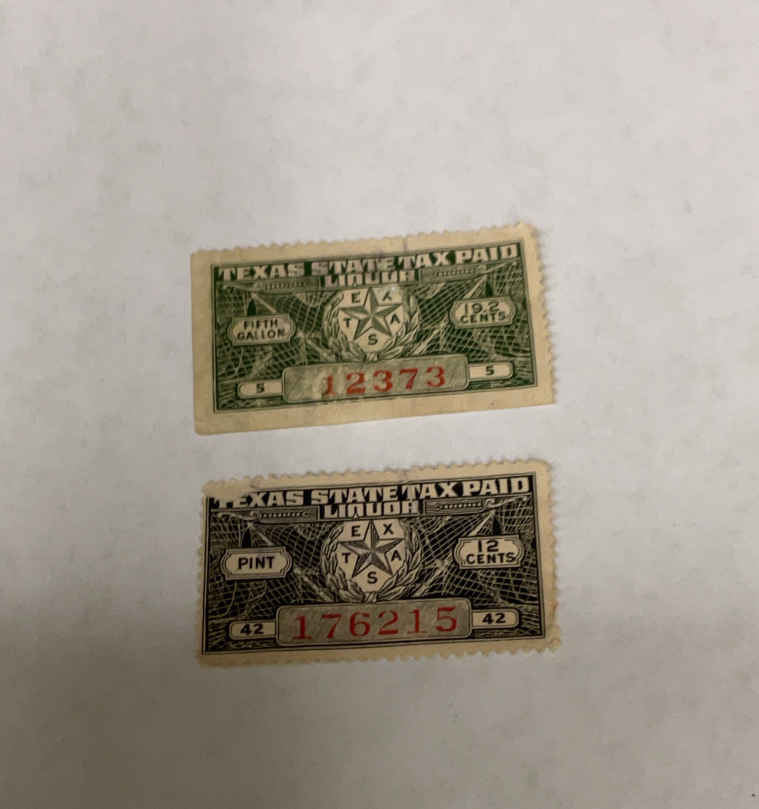 TEXAS STATE TAX PAID
LIQUOR
E X
FIFTH GALLON
19.2 CENTS
T A
S
5 12373 5
TEXAS STATE TAX PAID
LIQUOR
E X
PINT
12 CENTS
T A
S
42 176215 42